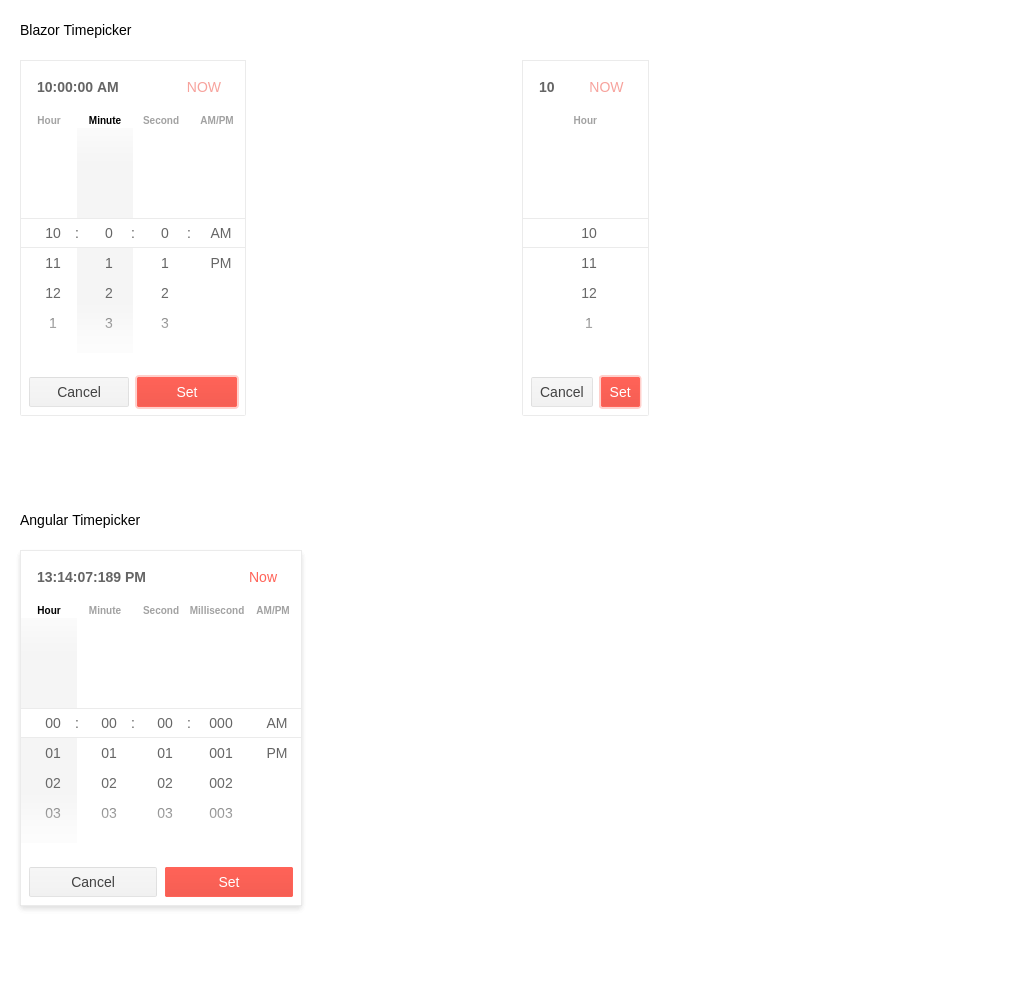 Blazor Timepicker
10:00:00 AM NOW
Hour Minute Second AM/PM
10 : 0 : 0 : AM
11 1 1 PM
12 2 2
1 3 3
Cancel Set
10 NOW
Hour
10
11
12
1
Cancel Set
Angular Timepicker
13:14:07:189 PM Now
Hour Minute Second Millisecond AM/PM
00 : 00 : 00 : 000 AM
01 01 01 001 PM
02 02 02 002
03 03 03 003
Cancel Set